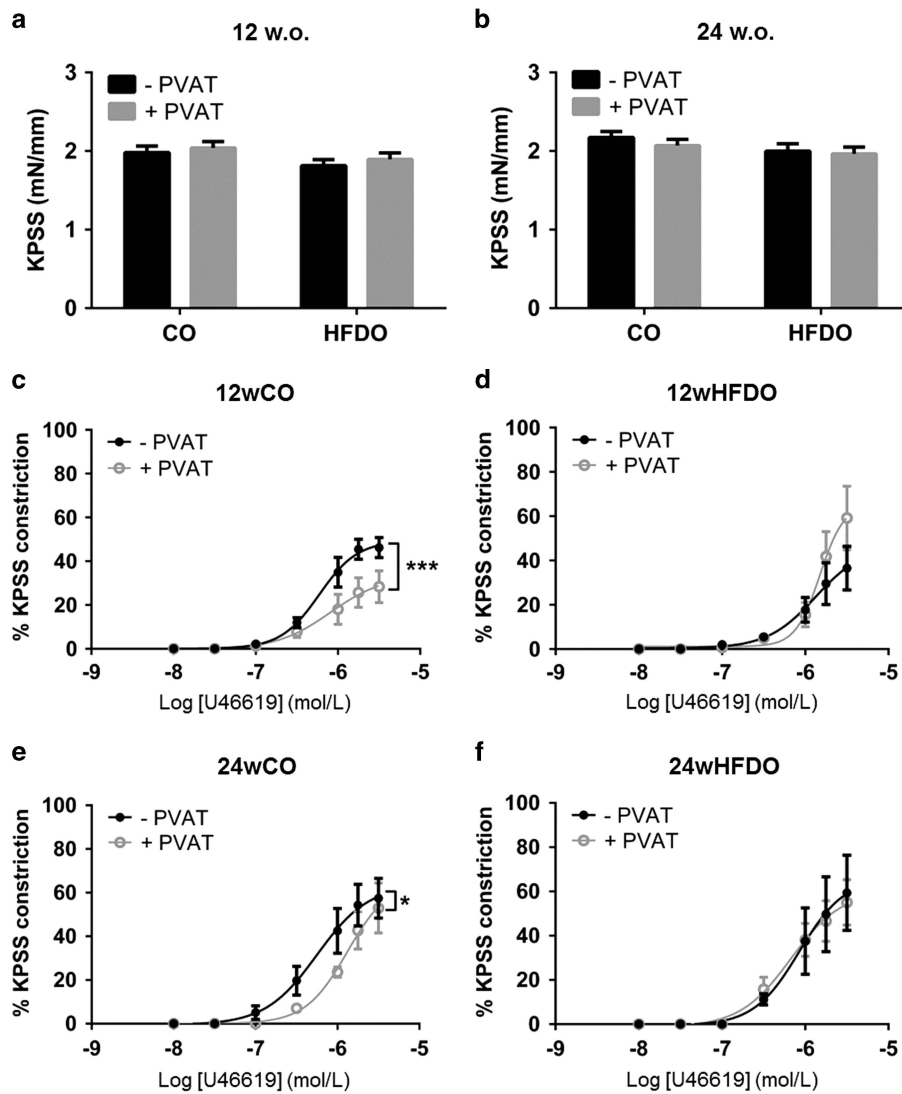 a
12 w.o.
- PVAT
+ PVAT
KPSS (mN/mm)
3
2
1
0
CO HFDO
b
24 w.o.
- PVAT
+ PVAT
KPSS (mN/mm)
3
2
1
0
CO HFDO
c
12wCO
- PVAT
+ PVAT
% KPSS constriction
100
80
60
40
20
0
***
-9 -8 -7 -6 -5
Log [U46619] (mol/L)
d
12wHFDO
- PVAT
+ PVAT
% KPSS constriction
100
80
60
40
20
0
-9 -8 -7 -6 -5
Log [U46619] (mol/L)
e
24wCO
- PVAT
+ PVAT
% KPSS constriction
100
80
60
40
20
0
*
-9 -8 -7 -6 -5
Log [U46619] (mol/L)
f
24wHFDO
- PVAT
+ PVAT
% KPSS constriction
100
80
60
40
20
0
-9 -8 -7 -6 -5
Log [U46619] (mol/L)